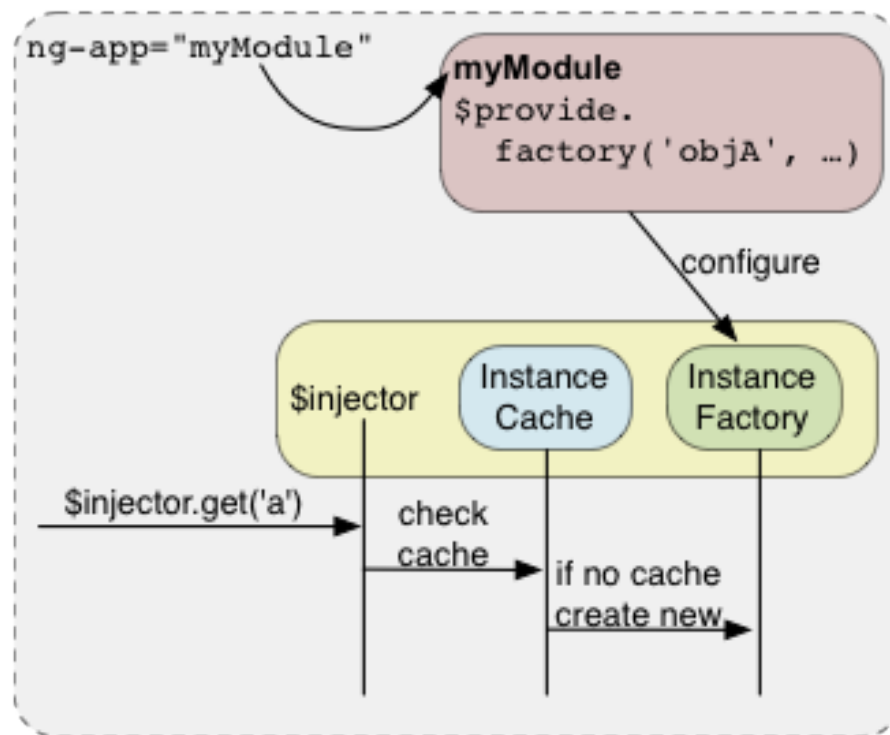 ng-app="myModule"
myModule
$provide.
factory('objA', …)
configure
$injector
Instance
Cache
Instance
Factory
$injector.get('a')
check
cache
if no cache
create new